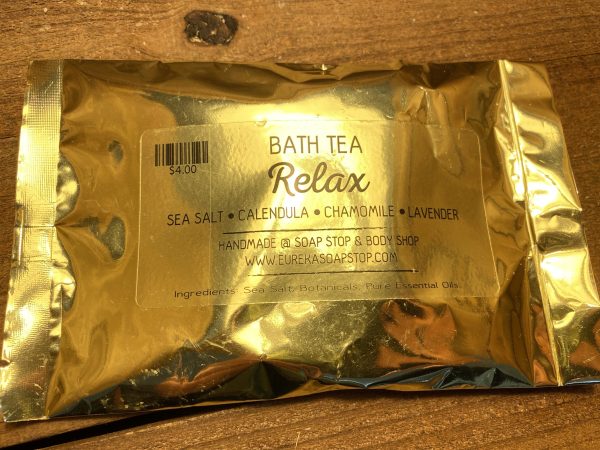 BATH TEA
$4.00
Relax
SEA SALT • CALENDULA • CHAMOMILE • LAVENDER
HANDMADE @ SOAP STOP & BODY SHOP
WWW.EUREKASOAPSTOP.COM
Ingredients: Sea Salt, Botanicals, Pure Essential Oils.